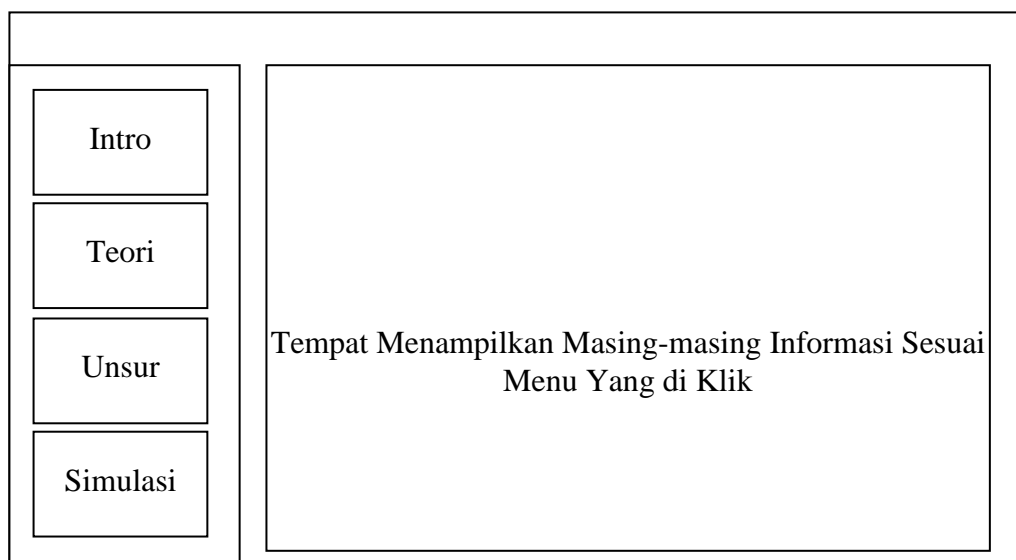 Intro
Teori
Unsur
Simulasi
Tempat Menampilkan Masing-masing Informasi Sesuai
Menu Yang di Klik